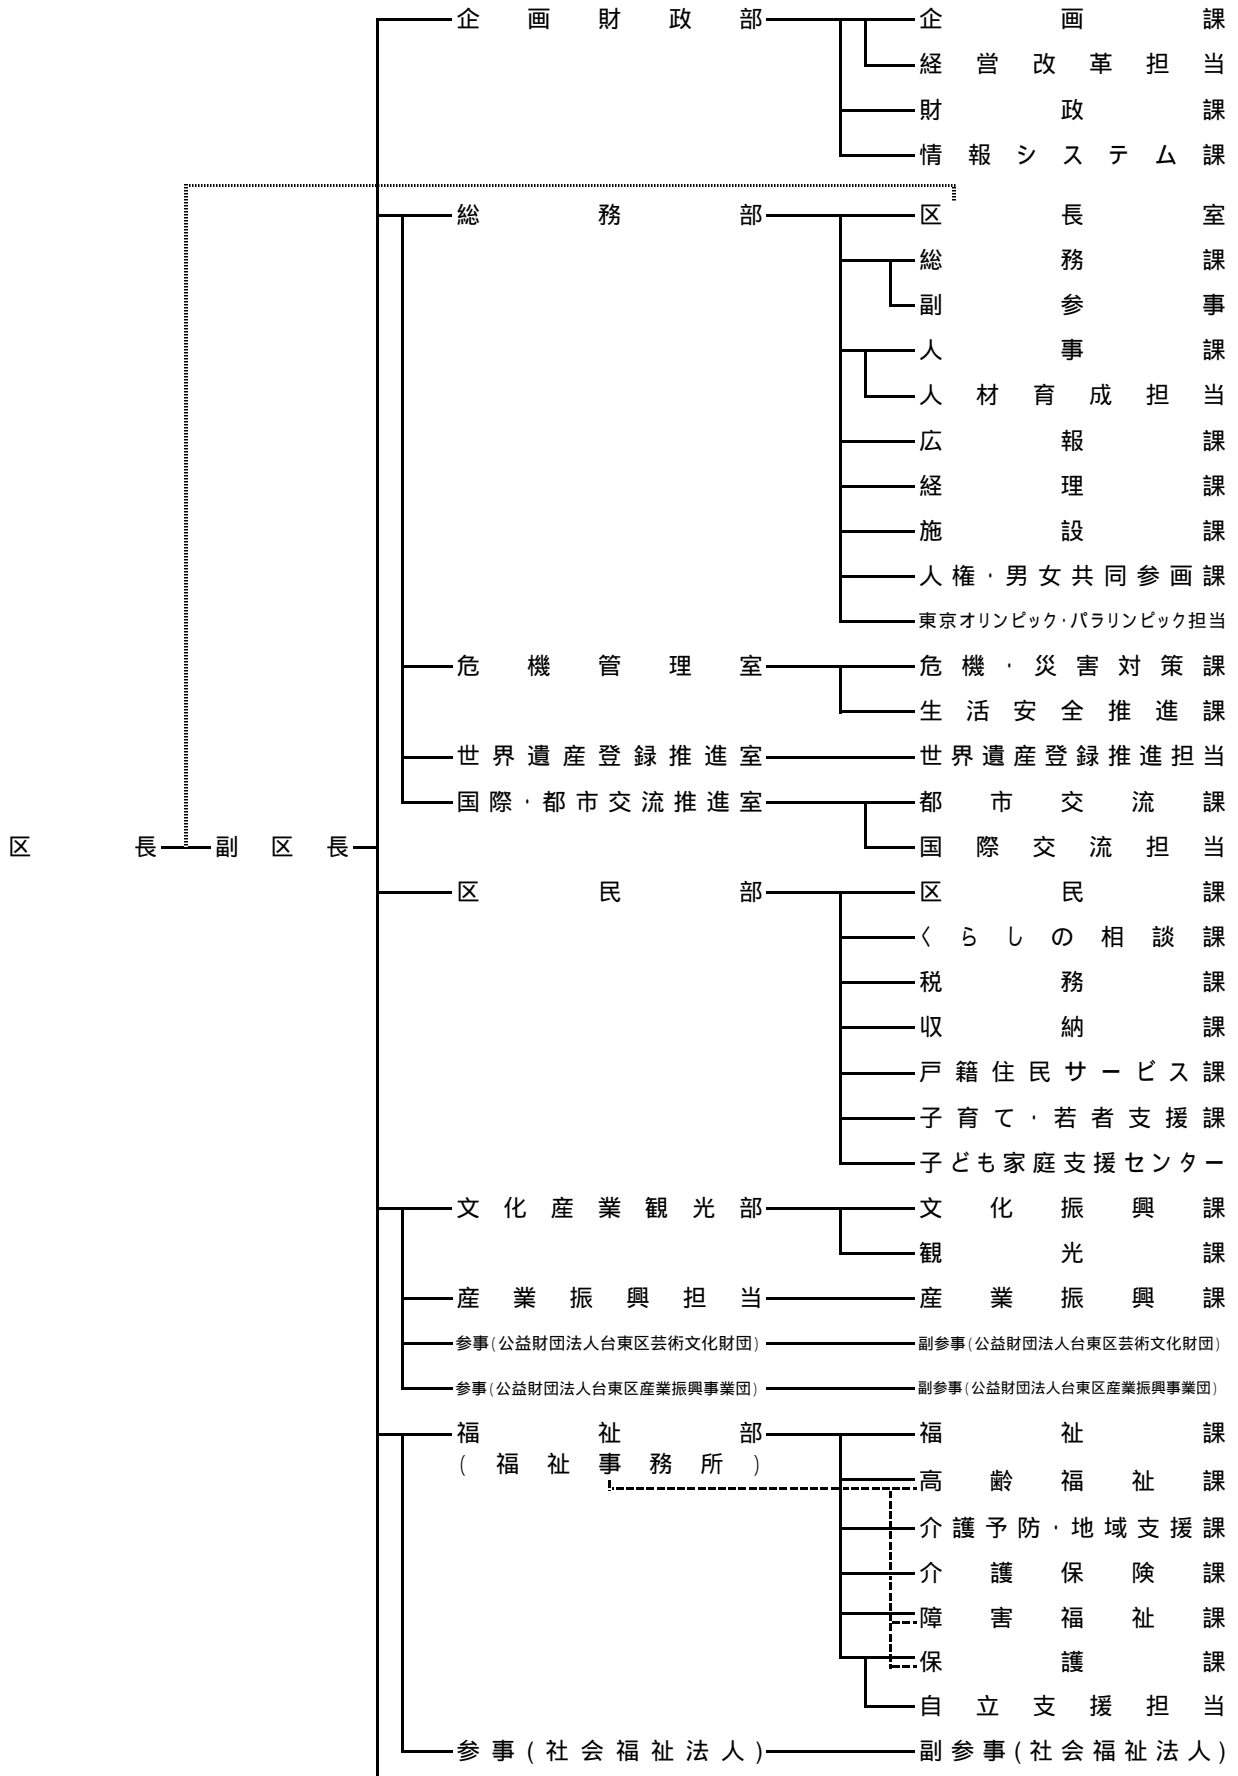 企画財政部 企画課
経営改革担当
財政課
情報システム課
総務部 区長室
総務課
副参事
人事課
人材育成担当
広報課
経理課
施設課
人権・男女共同参画課
東京オリンピック・パラリンピック担当
危機管理室 危機・災害対策課
生活安全推進課
世界遺産登録推進室 世界遺産登録推進担当
国際・都市交流推進室 都市交流課
区長 副区長 国際交流担当
区民部 区民課
くらしの相談課
税務課
収納課
戸籍住民サービス課
子育て・若者支援課
子ども家庭支援センター
文化産業観光部 文化振興課
観光課
産業振興担当 産業振興課
参事(公益財団法人台東区芸術文化財団) 副参事(公益財団法人台東区芸術文化財団)
参事(公益財団法人台東区産業振興事業団) 副参事(公益財団法人台東区産業振興事業団)
福祉部 福祉課
(福祉事務所)
高齢福祉課
介護予防・地域支援課
介護保険課
障害福祉課
保護課
自立支援担当
参事(社会福祉法人) 副参事(社会福祉法人)